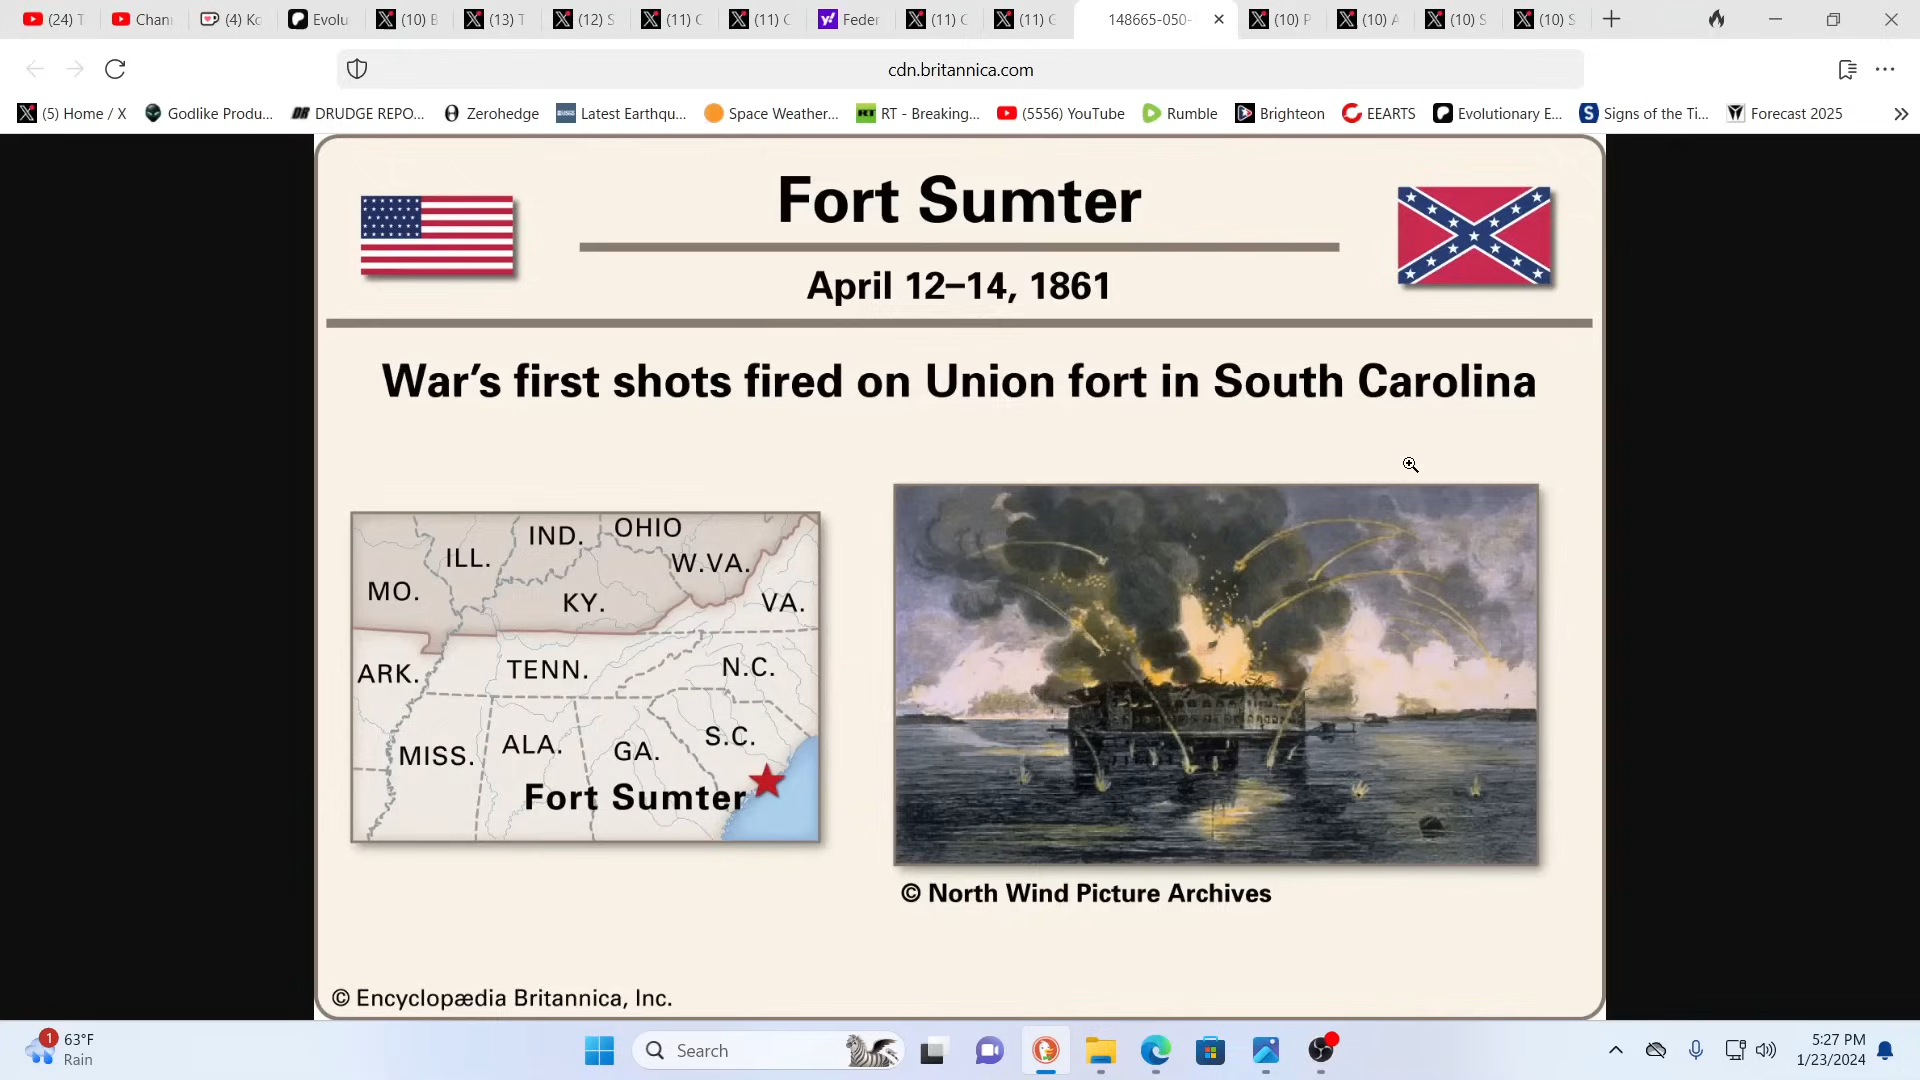 (24) T
Chan
(4) Ko
Evolu
(10) B
(13) T
(12) S
(11) C
(11) C
Feder
(11) C
(11) G
148665-050-
(10) P
(10) A
(10) S
(10) S
cdn.britannica.com
(5) Home / X
Godlike Produ...
DRUDGE REPO...
Zerohedge
Latest Earthqu...
Space Weather...
RT - Breaking...
(5556) YouTube
Rumble
Brighteon
EEARTS
Evolutionary E...
Signs of the Ti...
Forecast 2025
Fort Sumter
April 12–14, 1861
War's first shots fired on Union fort in South Carolina
MO.
ILL.
IND.
OHIO
W.VA.
KY.
VA.
ARK.
TENN.
N.C.
MISS.
ALA.
GA.
S.C.
Fort Sumter
© North Wind Picture Archives
© Encyclopædia Britannica, Inc.
1
63°F
Rain
Search
5:27 PM
1/23/2024